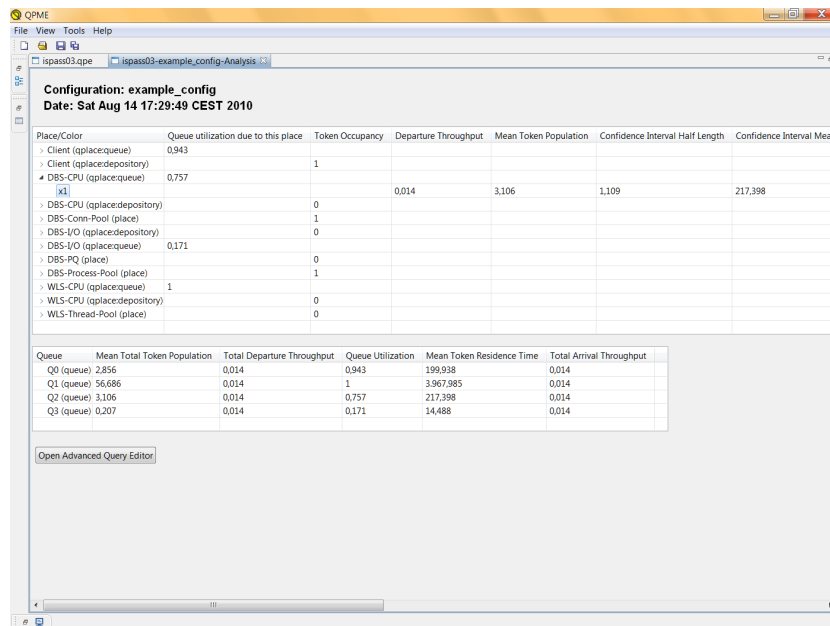 QPME
File View Tools Help
ispass03.qpe ispass03-example_config-Analysis
Configuration: example_config
Date: Sat Aug 14 17:29:49 CEST 2010
Place/Color Queue utilization due to this place Token Occupancy Departure Throughput Mean Token Population Confidence Interval Half Length Confidence Interval Mea
Client (qplace:queue) 0,943
Client (qplace:depository) 1
DBS-CPU (qplace:queue) 0,757
x1 0,014 3,106 1,109 217,398
DBS-CPU (qplace:depository) 0
DBS-Conn-Pool (place) 1
DBS-I/O (qplace:depository) 0
DBS-I/O (qplace:queue) 0,171
DBS-PQ (place) 0
DBS-Process-Pool (place) 1
WLS-CPU (qplace:queue) 1
WLS-CPU (qplace:depository) 0
WLS-Thread-Pool (place) 0
Queue Mean Total Token Population Total Departure Throughput Queue Utilization Mean Token Residence Time Total Arrival Throughput
Q0 (queue) 2,856 0,014 0,943 199,938 0,014
Q1 (queue) 56,686 0,014 1 3.967,985 0,014
Q2 (queue) 3,106 0,014 0,757 217,398 0,014
Q3 (queue) 0,207 0,014 0,171 14,488 0,014
Open Advanced Query Editor